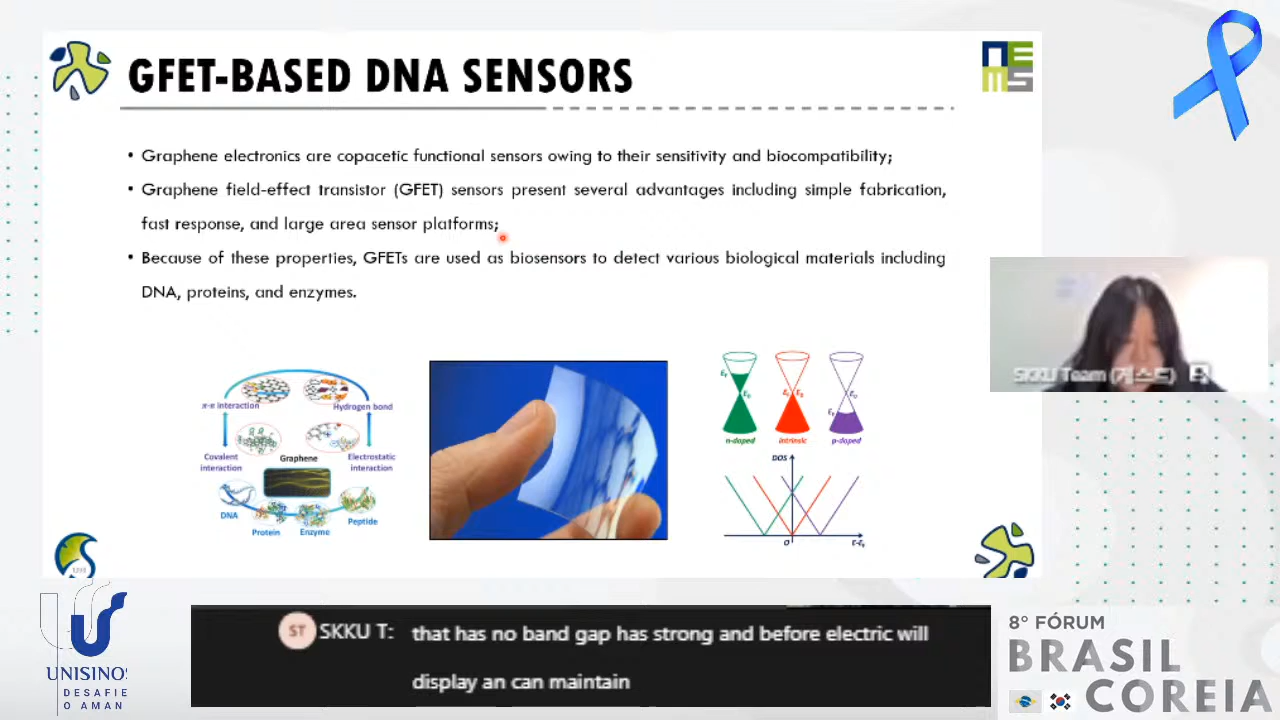 GFET-BASED DNA SENSORS
NEMS
• Graphene electronics are copacetic functional sensors owing to their sensitivity and biocompatibility;
• Graphene field-effect transistor (GFET) sensors present several advantages including simple fabrication,
fast response, and large area sensor platforms;
• Because of these properties, GFETs are used as biosensors to detect various biological materials including
DNA, proteins, and enzymes.
π-π interaction
Hydrogen bond
Covalent
interaction
Graphene
Electrostatic
interaction
DNA
Protein
Enzyme
Peptide
n-doped
intrinsic
p-doped
DOS
0
SKKU Team (게스트)
ST
SKKU T:
that has no band gap has strong and before electric will
display an can maintain
UNISINOS
DESAFIE
O AMAN
8° FÓRUM
BRASIL
COREIA